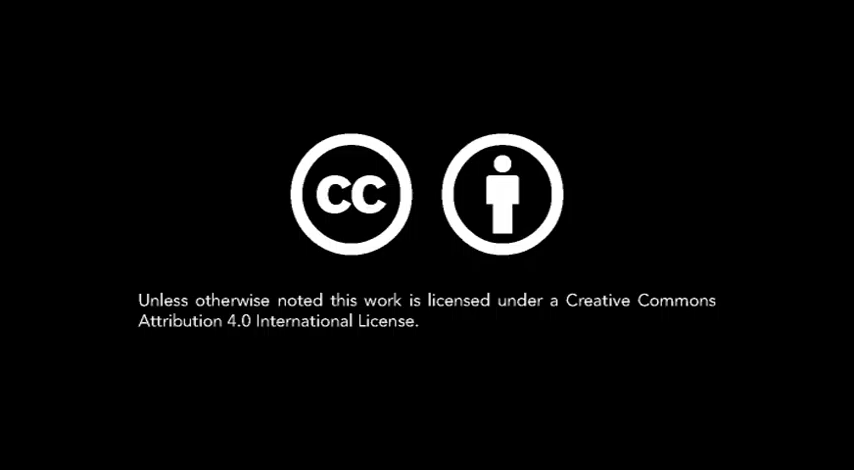 cc
Unless otherwise noted this work is licensed under a Creative Commons
Attribution 4.0 International License.